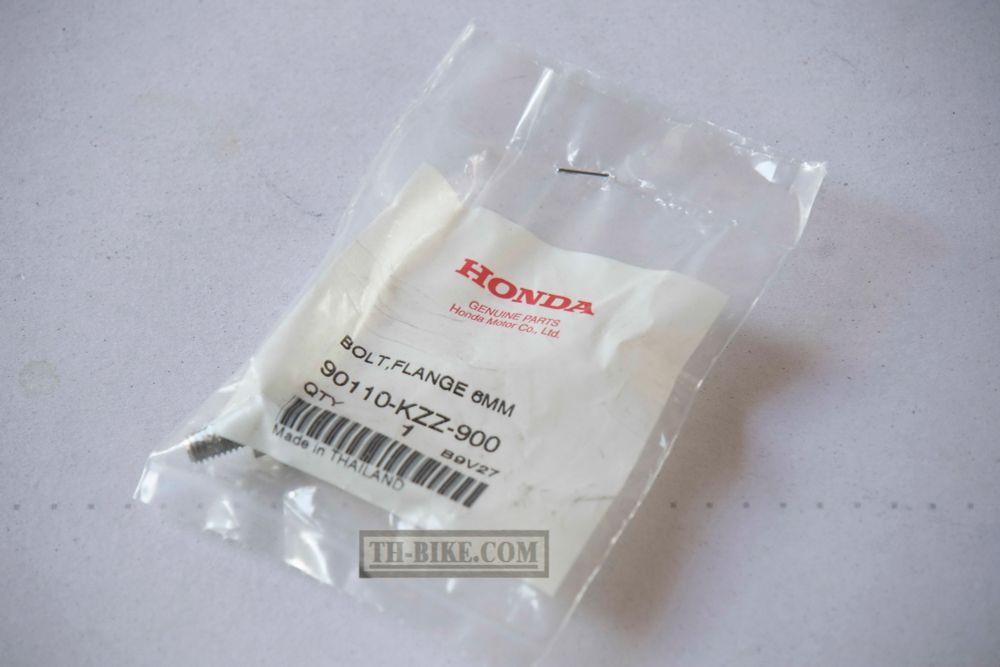 HONDA
GENUINE PARTS
Honda Motor Co., Ltd.
BOLT,FLANGE 6MM
90110-KZZ-900
QTY 1
B9V27
Made in THAILAND
TH-BIKE.COM